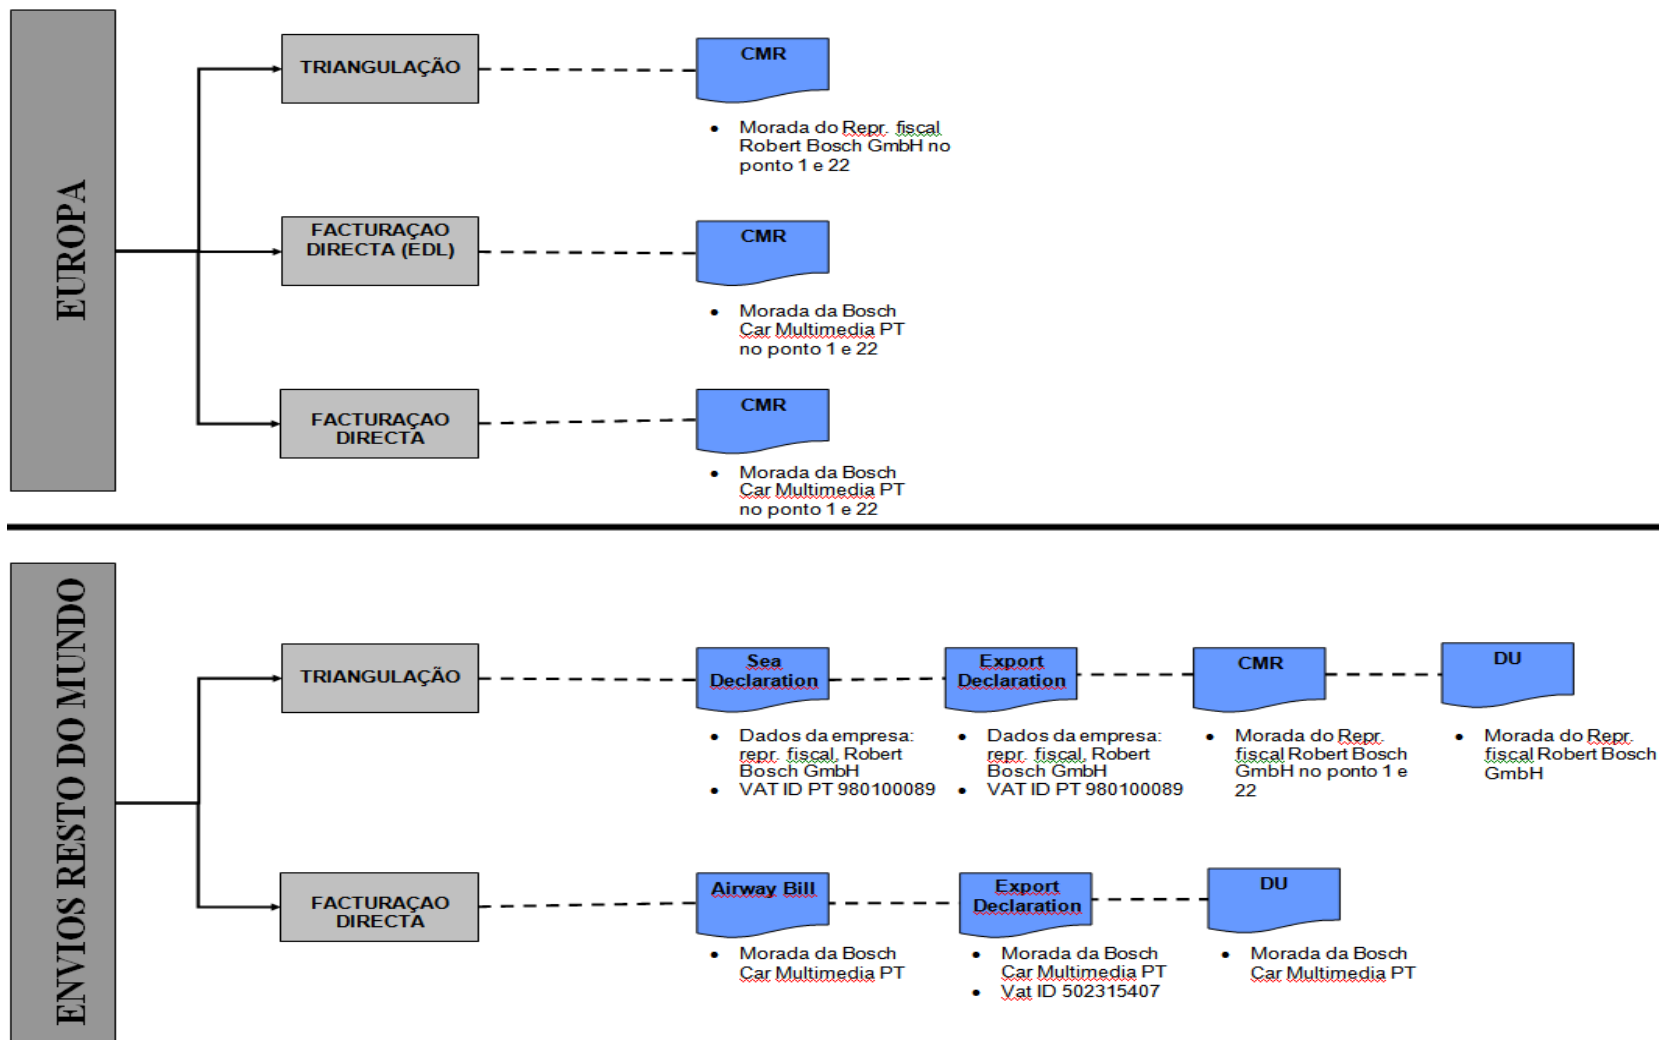 EUROPA
TRIANGULAÇÃO
CMR
• Morada do Repr. fiscal
Robert Bosch GmbH no
ponto 1 e 22
FACTURAÇAO
DIRECTA (EDL)
CMR
• Morada da Bosch
Car Multimedia PT
no ponto 1 e 22
FACTURAÇAO
DIRECTA
CMR
• Morada da Bosch
Car Multimedia PT
no ponto 1 e 22
ENVIOS RESTO DO MUNDO
TRIANGULAÇÃO
Sea
Declaration
• Dados da empresa:
repr. fiscal, Robert
Bosch GmbH
• VAT ID PT 980100089
Export
Declaration
• Dados da empresa:
repr. fiscal, Robert
Bosch GmbH
• VAT ID PT 980100089
CMR
• Morada do Repr.
fiscal Robert Bosch
GmbH no ponto 1 e
22
DU
• Morada do Repr.
fiscal Robert Bosch
GmbH
FACTURAÇAO
DIRECTA
Airway Bill
• Morada da Bosch
Car Multimedia PT
Export
Declaration
• Morada da Bosch
Car Multimedia PT
• Vat ID 502315407
DU
• Morada da Bosch
Car Multimedia PT